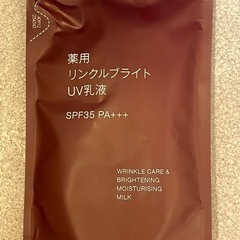 薬用
リンクルブライト
UV乳液
SPF35 PA+++
WRINKLE CARE &
BRIGHTENING
MOISTURISING
MILK